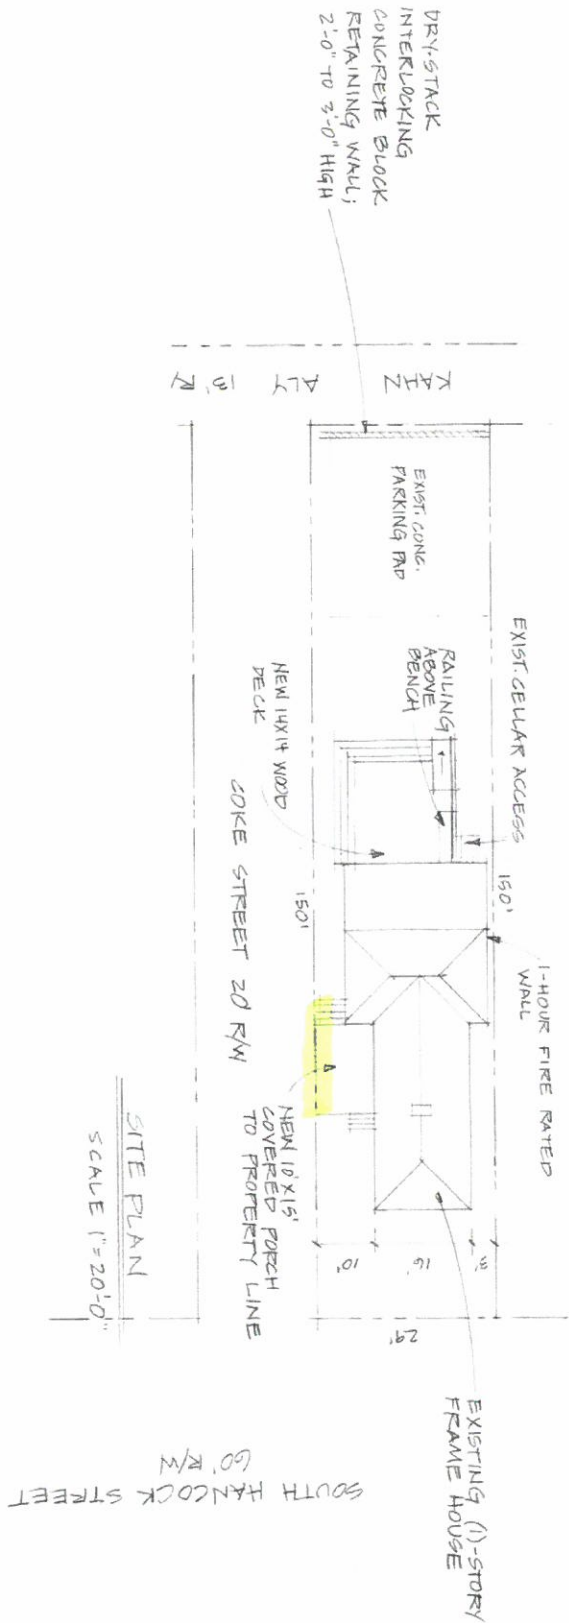 DRY-STACK
INTERLOCKING
CONCRETE BLOCK
RETAINING WALL;
2'-0" TO 3'-0" HIGH
KAHN ALY 13' R/
EXIST. CONC.
PARKING PAD
EXIST. CELLAR ACCESS
RAILING
ABOVE
BENCH
NEW 14X14 WOOD
DECK
COKE STREET 20' R/W
150'
150'
1-HOUR FIRE RATED
WALL
NEW 10'X15'
COVERED PORCH
TO PROPERTY LINE
10'
16'
3'
29'
EXISTING (1)-STORY
FRAME HOUSE
SITE PLAN
SCALE 1"=20'-0"
SOUTH HANCOCK STREET
60' R/W